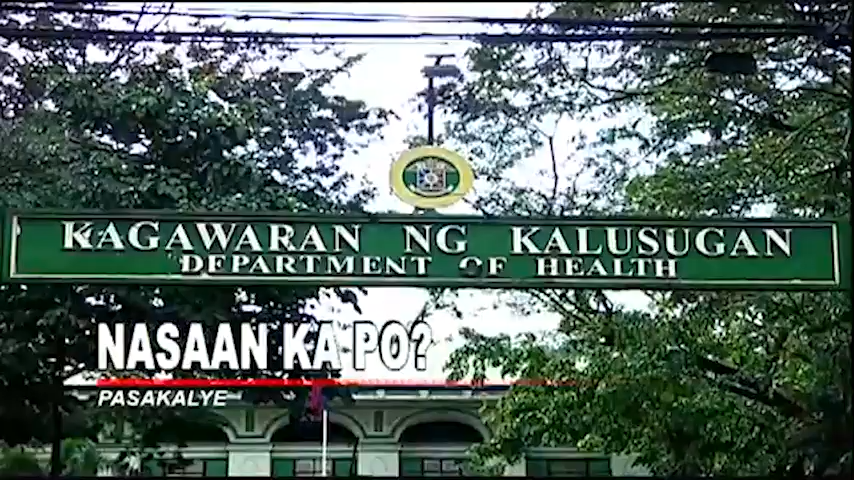 KAGAWARAN NG KALUSUGAN
DEPARTMENT OF HEALTH
NASAAN KA PO?
PASAKALYE